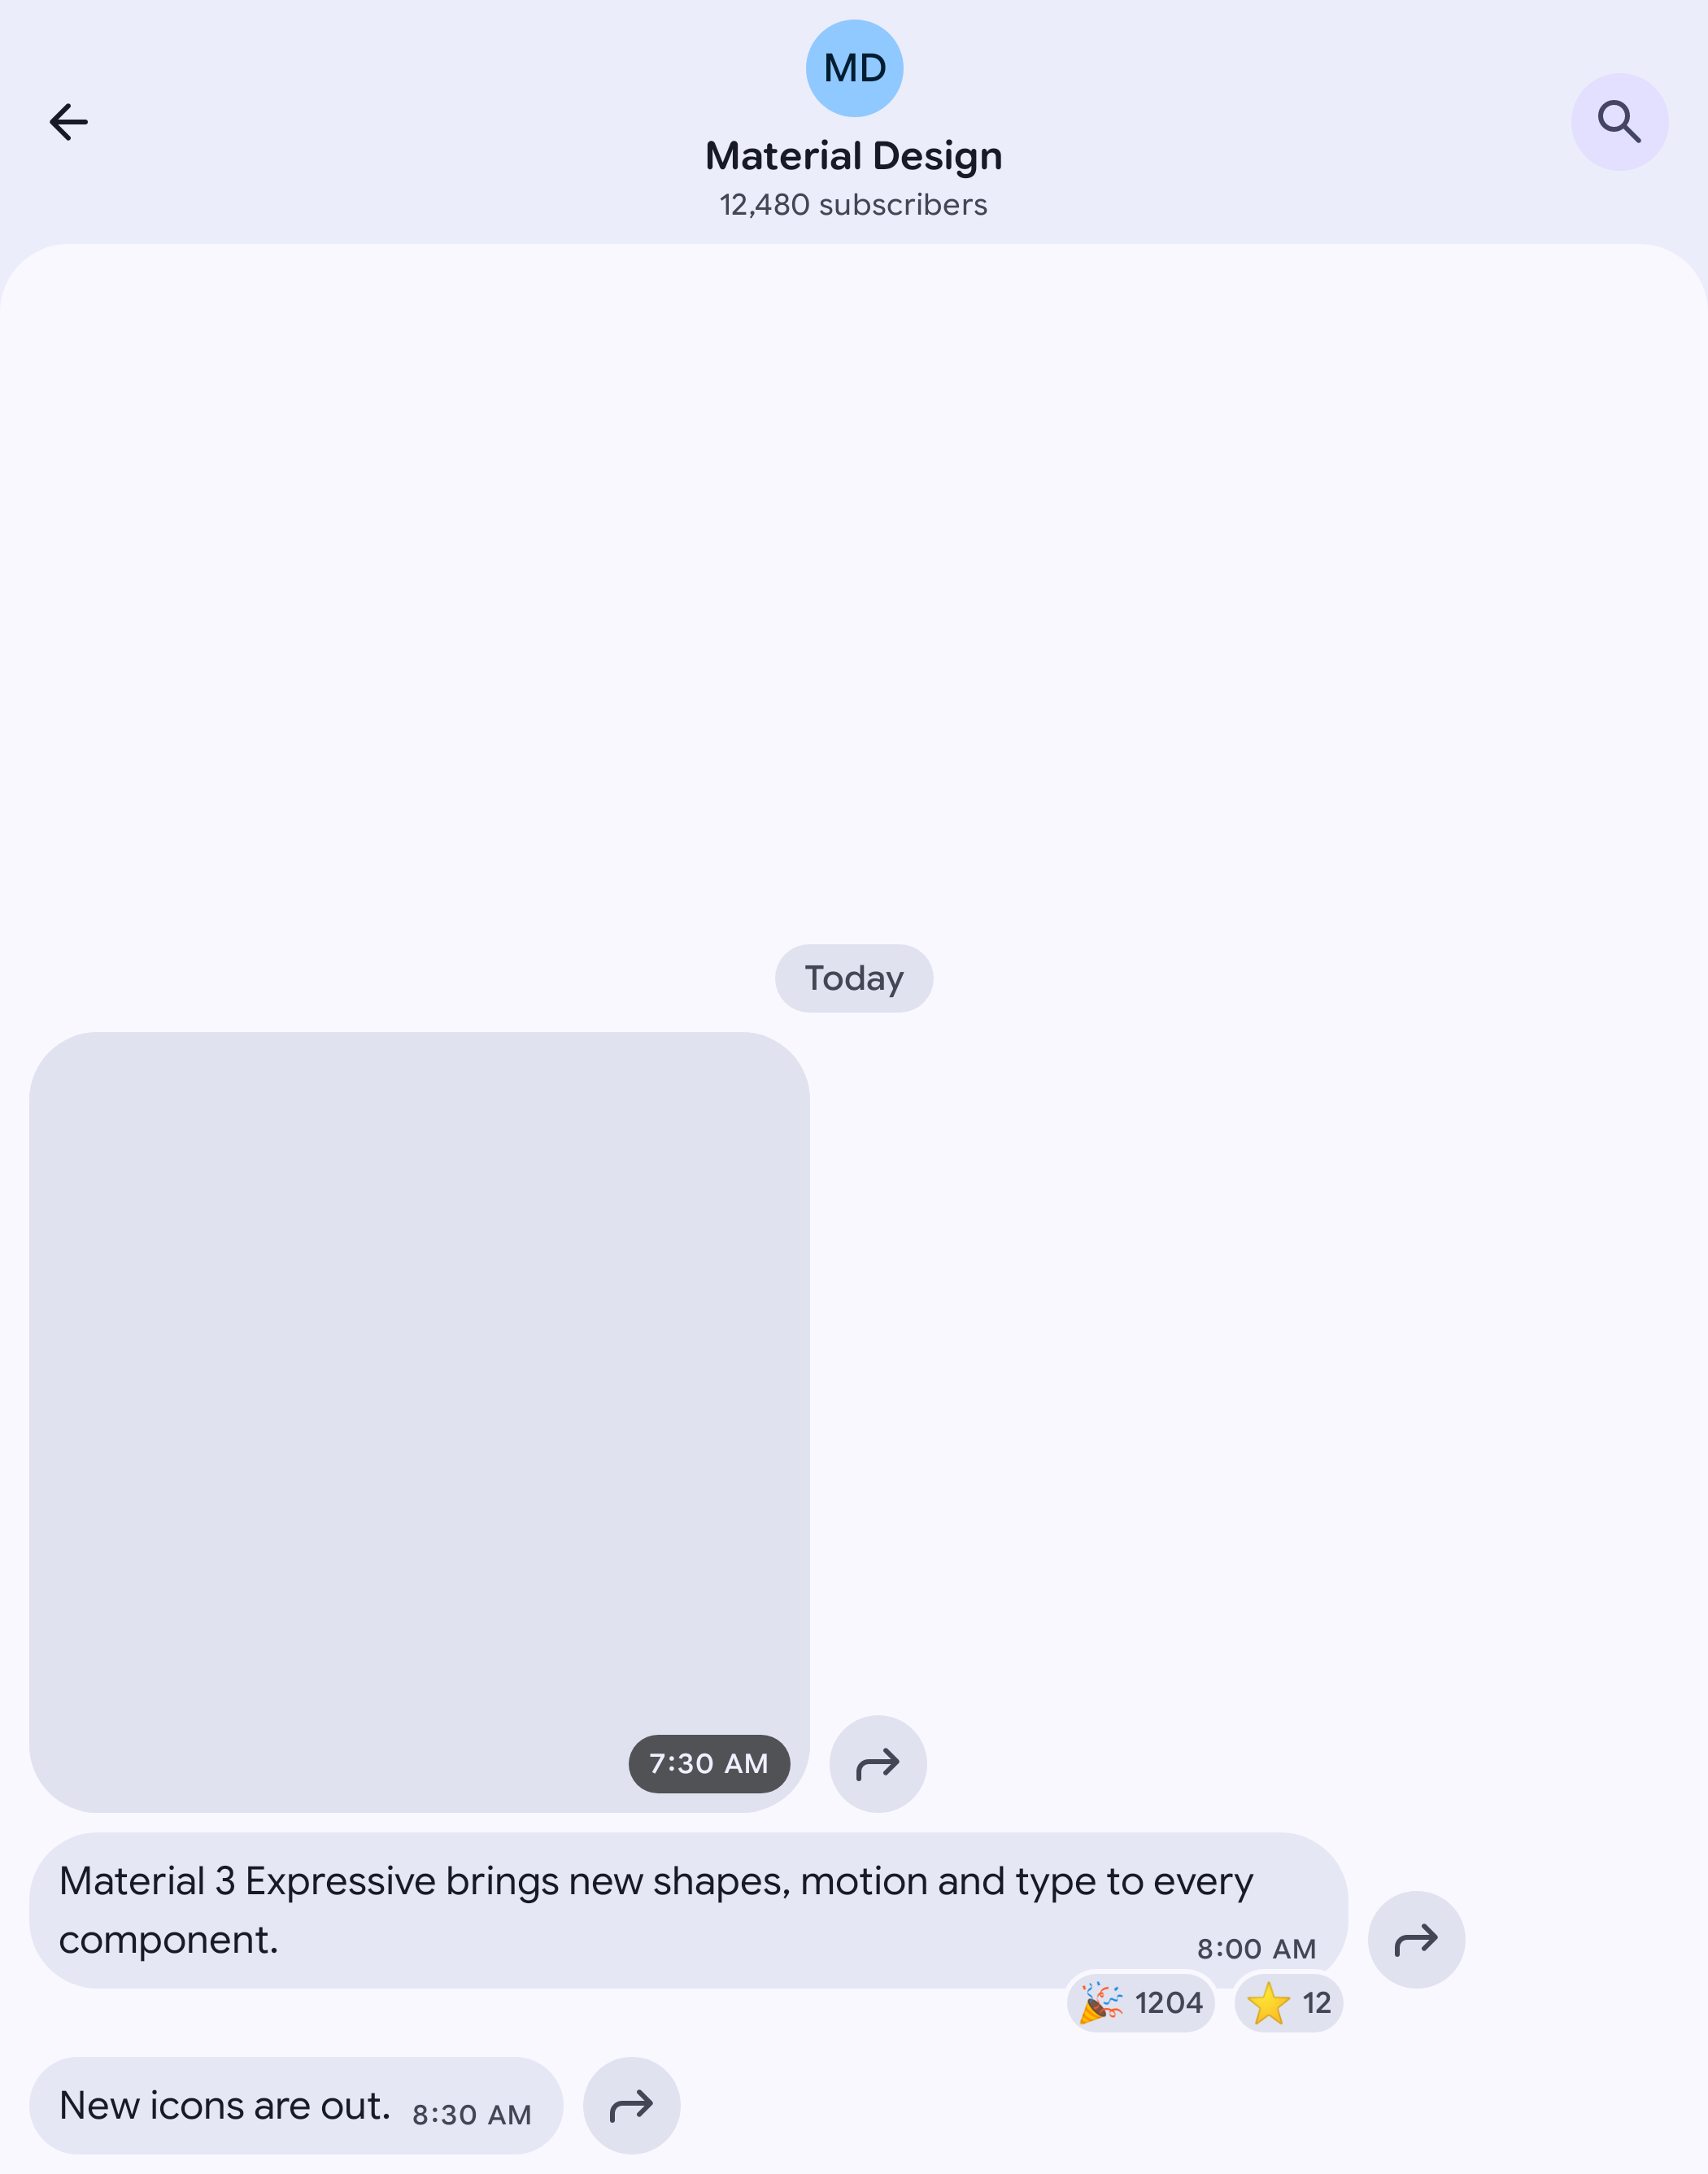 MD
Material Design
12,480 subscribers
Today
7:30 AM
Material 3 Expressive brings new shapes, motion and type to every
component.
8:00 AM
🎉 1204 ⭐ 12
New icons are out. 8:30 AM